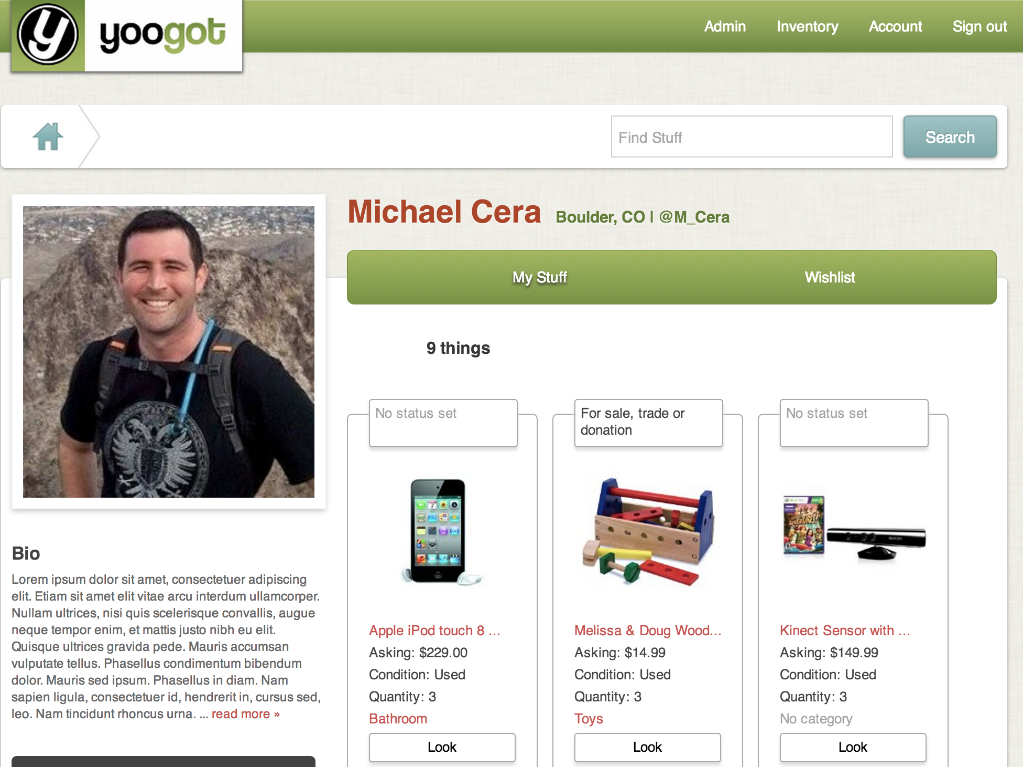 yoogot
Admin
Inventory
Account
Sign out
Find Stuff
Search
Michael Cera
Boulder, CO | @M_Cera
My Stuff
Wishlist
9 things
No status set
For sale, trade or
donation
No status set
Apple iPod touch 8 ...
Asking: $229.00
Condition: Used
Quantity: 3
Bathroom
Look
Melissa & Doug Wood...
Asking: $14.99
Condition: Used
Quantity: 3
Toys
Look
Kinect Sensor with ...
Asking: $149.99
Condition: Used
Quantity: 3
No category
Look
Bio
Lorem ipsum dolor sit amet, consectetuer adipiscing
elit. Etiam sit amet elit vitae arcu interdum ullamcorper.
Nullam ultrices, nisi quis scelerisque convallis, augue
neque tempor enim, et mattis justo nibh eu elit.
Quisque ultrices gravida pede. Mauris accumsan
vulputate tellus. Phasellus condimentum bibendum
dolor. Mauris sed ipsum. Phasellus in diam. Nam
sapien ligula, consectetuer id, hendrerit in, cursus sed,
leo. Nam tincidunt rhoncus urna. ... read more »